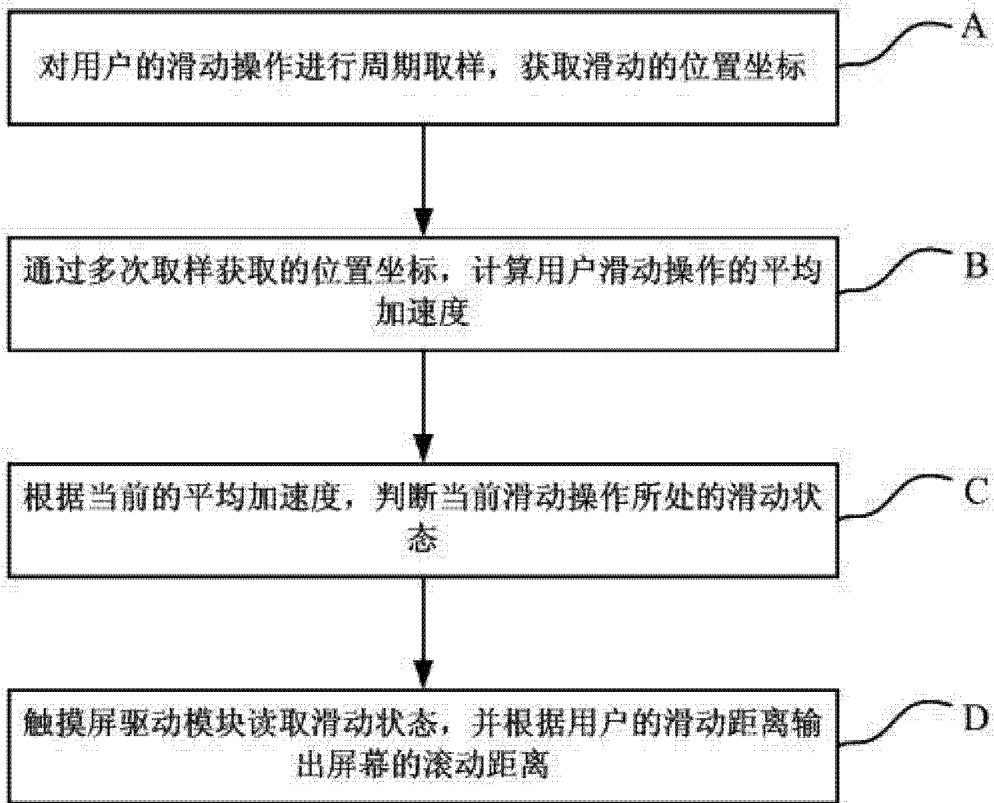 对用户的滑动操作进行周期取样，获取滑动的位置坐标
A
通过多次取样获取的位置坐标，计算用户滑动操作的平均
加速度
B
根据当前的平均加速度，判断当前滑动操作所处的滑动状
态
C
触摸屏驱动模块读取滑动状态，并根据用户的滑动距离输
出屏幕的滚动距离
D